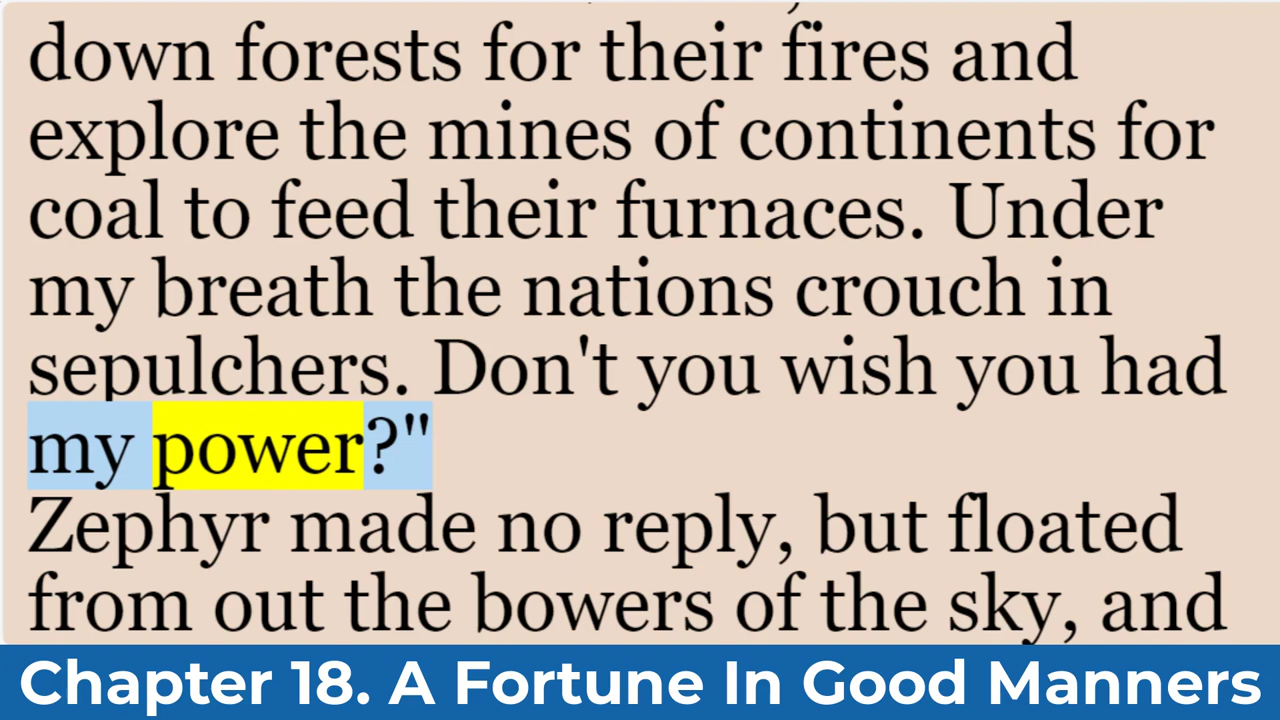 down forests for their fires and
explore the mines of continents for
coal to feed their furnaces. Under
my breath the nations crouch in
sepulchers. Don't you wish you had
my power?"
Zephyr made no reply, but floated
from out the bowers of the sky, and
Chapter 18. A Fortune In Good Manners